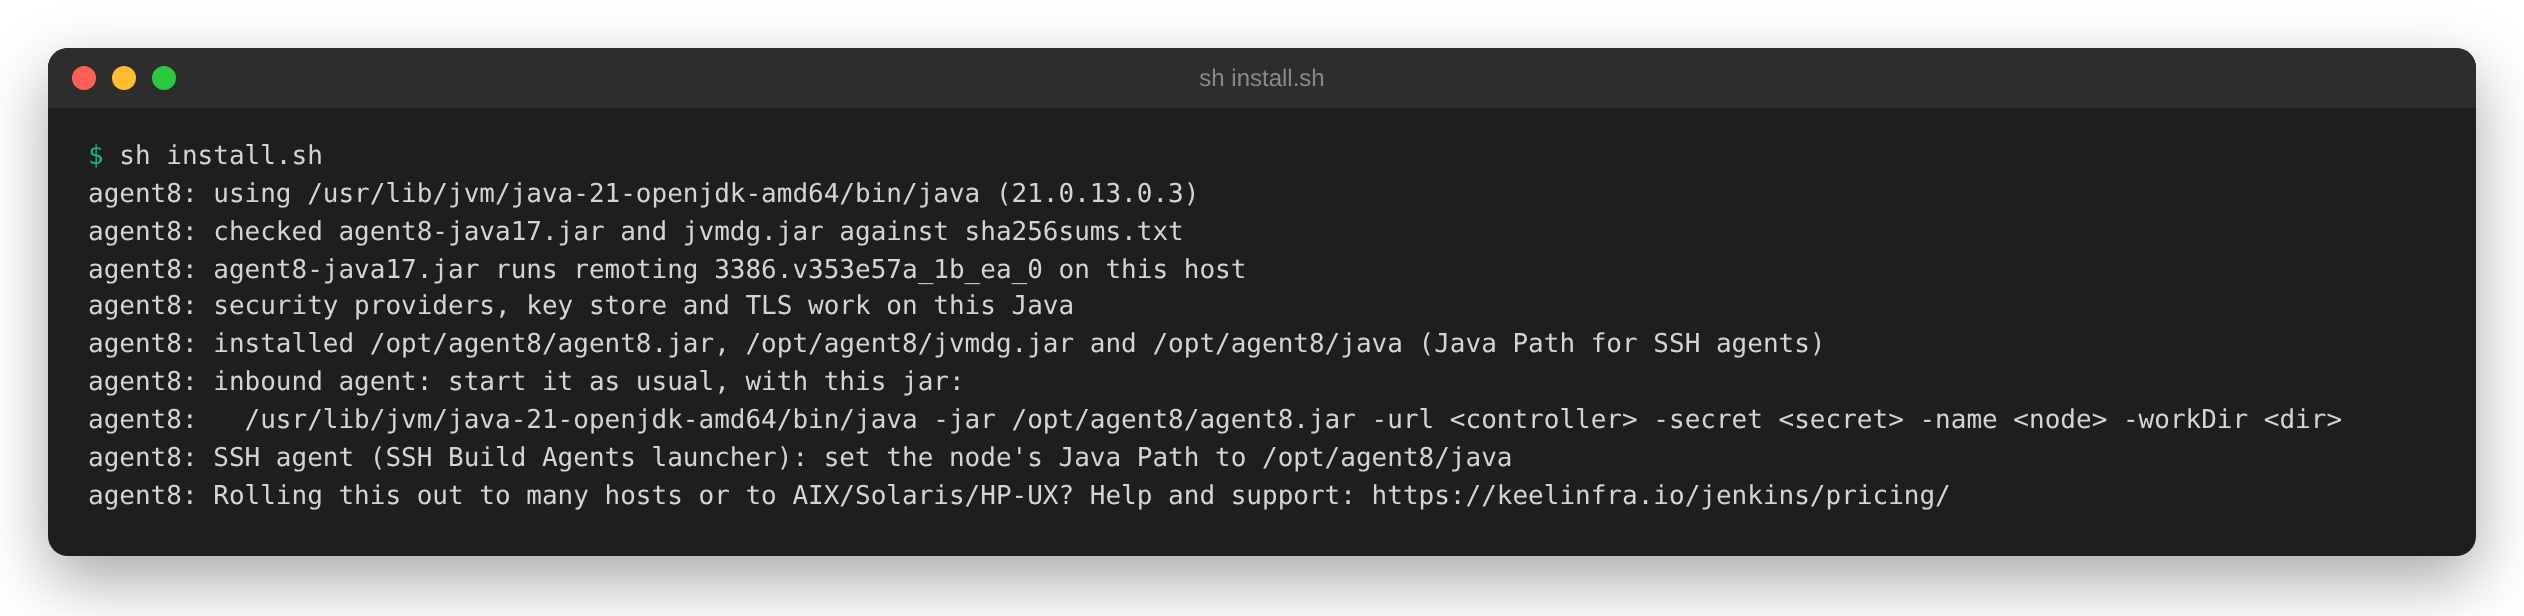 sh install.sh
$ sh install.sh
agent8: using /usr/lib/jvm/java-21-openjdk-amd64/bin/java (21.0.13.0.3)
agent8: checked agent8-java17.jar and jvmdg.jar against sha256sums.txt
agent8: agent8-java17.jar runs remoting 3386.v353e57a_1b_ea_0 on this host
agent8: security providers, key store and TLS work on this Java
agent8: installed /opt/agent8/agent8.jar, /opt/agent8/jvmdg.jar and /opt/agent8/java (Java Path for SSH agents)
agent8: inbound agent: start it as usual, with this jar:
agent8:   /usr/lib/jvm/java-21-openjdk-amd64/bin/java -jar /opt/agent8/agent8.jar -url <controller> -secret <secret> -name <node> -workDir <dir>
agent8: SSH agent (SSH Build Agents launcher): set the node's Java Path to /opt/agent8/java
agent8: Rolling this out to many hosts or to AIX/Solaris/HP-UX? Help and support: https://keelinfra.io/jenkins/pricing/